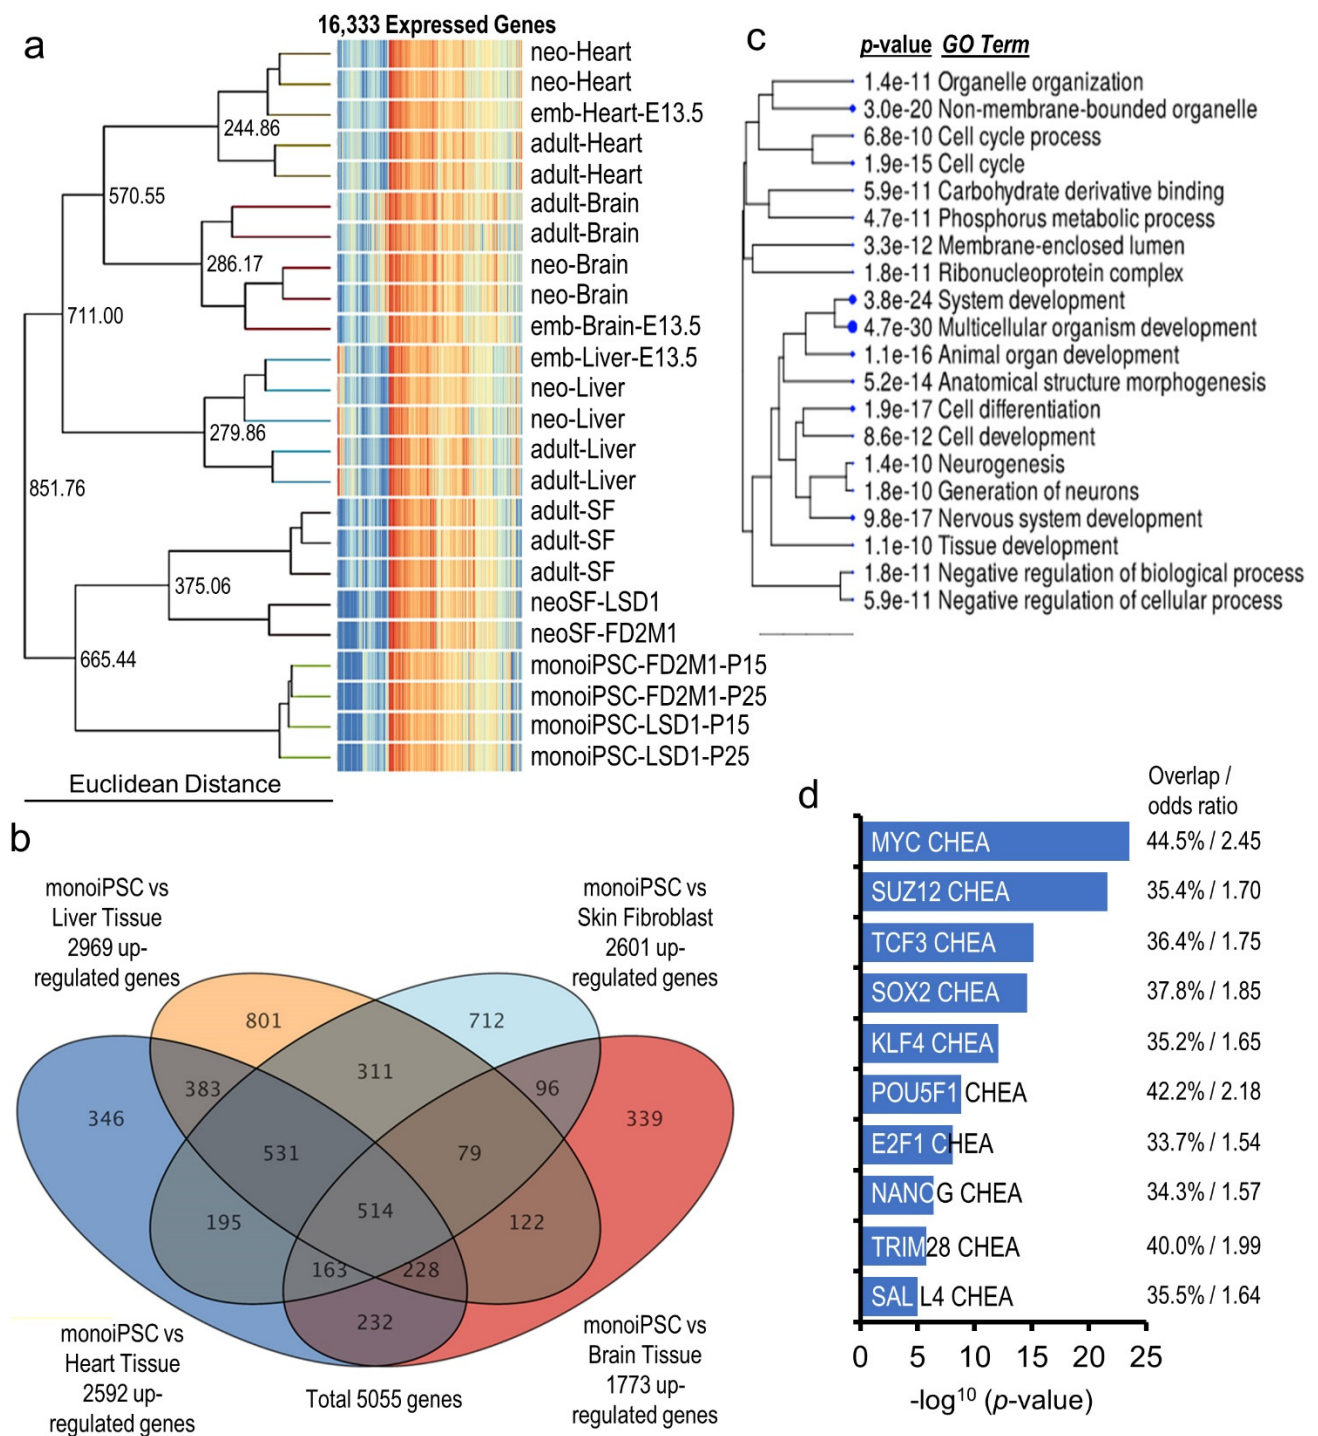 a
16,333 Expressed Genes
neo-Heart
neo-Heart
emb-Heart-E13.5
adult-Heart
adult-Heart
adult-Brain
adult-Brain
neo-Brain
neo-Brain
emb-Brain-E13.5
emb-Liver-E13.5
neo-Liver
neo-Liver
adult-Liver
adult-Liver
adult-SF
adult-SF
adult-SF
neoSF-LSD1
neoSF-FD2M1
monoiPSC-FD2M1-P15
monoiPSC-FD2M1-P25
monoiPSC-LSD1-P15
monoiPSC-LSD1-P25
244.86
570.55
286.17
711.00
279.86
851.76
375.06
665.44
Euclidean Distance
b
monoiPSC vs
Liver Tissue
2969 up-
regulated genes
monoiPSC vs
Skin Fibroblast
2601 up-
regulated genes
801
712
383
311
96
346
339
531
79
195
514
122
163
228
232
monoiPSC vs
Heart Tissue
2592 up-
regulated genes
Total 5055 genes
monoiPSC vs
Brain Tissue
1773 up-
regulated genes
c
p-value GO Term
1.4e-11 Organelle organization
3.0e-20 Non-membrane-bounded organelle
6.8e-10 Cell cycle process
1.9e-15 Cell cycle
5.9e-11 Carbohydrate derivative binding
4.7e-11 Phosphorus metabolic process
3.3e-12 Membrane-enclosed lumen
1.8e-11 Ribonucleoprotein complex
3.8e-24 System development
4.7e-30 Multicellular organism development
1.1e-16 Animal organ development
5.2e-14 Anatomical structure morphogenesis
1.9e-17 Cell differentiation
8.6e-12 Cell development
1.4e-10 Neurogenesis
1.8e-10 Generation of neurons
9.8e-17 Nervous system development
1.1e-10 Tissue development
1.8e-11 Negative regulation of biological process
5.9e-11 Negative regulation of cellular process
d
Overlap /
odds ratio
MYC CHEA 44.5% / 2.45
SUZ12 CHEA 35.4% / 1.70
TCF3 CHEA 36.4% / 1.75
SOX2 CHEA 37.8% / 1.85
KLF4 CHEA 35.2% / 1.65
POU5F1 CHEA 42.2% / 2.18
E2F1 CHEA 33.7% / 1.54
NANOG CHEA 34.3% / 1.57
TRIM28 CHEA 40.0% / 1.99
SALL4 CHEA 35.5% / 1.64
0 5 10 15 20 25
-log¹⁰ (p-value)